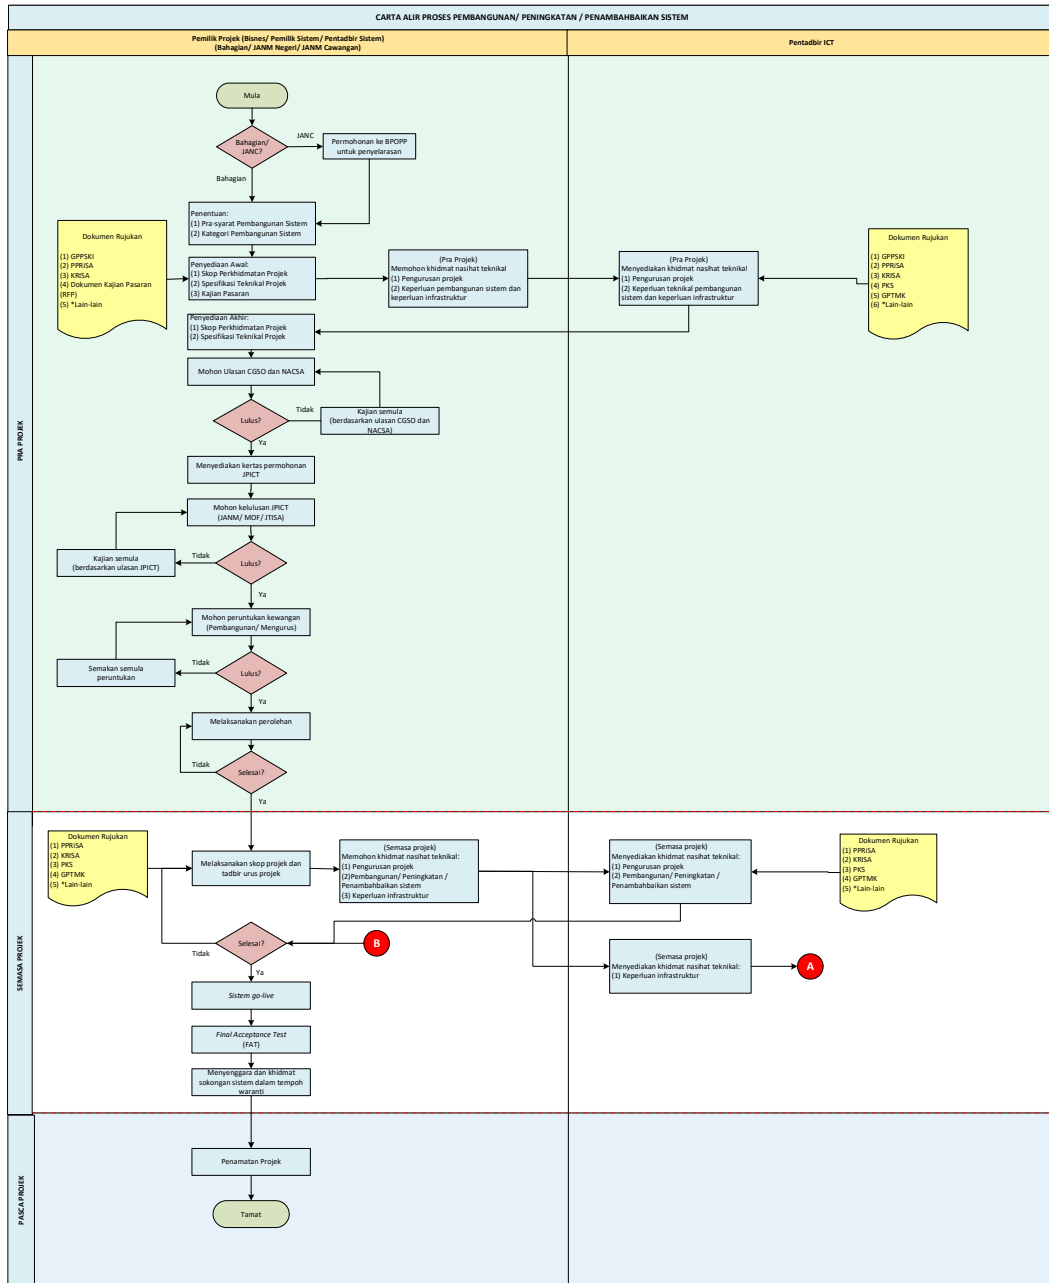 CARTA ALIR PROSES PEMBANGUNAN/ PENINGKATAN / PENAMBAHBAIKAN SISTEM
Pemilik Projek (Bisnes/ Pemilik Sistem/ Pentadbir Sistem)
(Bahagian/ JANM Negeri/ JANM Cawangan)
Pentadbir ICT
PRA PROJEK
Mula
Bahagian/
JANC?
JANC
Permohonan ke BPOPP
untuk penyelarasan
Bahagian
Penentuan:
(1) Pra-syarat Pembangunan Sistem
(2) Kategori Pembangunan Sistem
Dokumen Rujukan
(1) GPPSKI
(2) PPRISA
(3) KRISA
(4) Dokumen Kajian Pasaran
(RFP)
(5) *Lain-lain
Penyediaan Awal:
(1) Skop Perkhidmatan Projek
(2) Spesifikasi Teknikal Projek
(3) Kajian Pasaran
(Pra Projek)
Memohon khidmat nasihat teknikal
(1) Pengurusan projek
(2) Keperluan pembangunan sistem dan
keperluan infrastruktur
(Pra Projek)
Menyediakan khidmat nasihat teknikal
(1) Pengurusan projek
(2) Keperluan teknikal pembangunan
sistem dan keperluan infrastruktur
Dokumen Rujukan
(1) GPPSKI
(2) PPRiSA
(3) KRISA
(4) PKS
(5) GPTMK
(6) *Lain-lain
Penyediaan Akhir:
(1) Skop Perkhidmatan Projek
(2) Spesifikasi Teknikal Projek
Mohon Ulasan CGSO dan NACSA
Lulus?
Tidak
Kajian semula
(berdasarkan ulasan CGSO dan
NACSA)
Ya
Menyediakan kertas permohonan
JPICT
Mohon kelulusan JPICT
(JANM/ MOF/ JTISA)
Kajian semula
(berdasarkan ulasan JPICT)
Tidak
Lulus?
Ya
Mohon peruntukan kewangan
(Pembangunan/ Mengurus)
Semakan semula
peruntukan
Tidak
Lulus?
Ya
Melaksanakan perolehan
Tidak
Selesai?
Ya
SEMASA PROJEK
Dokumen Rujukan
(1) PPRiSA
(2) KRISA
(3) PKS
(4) GPTMK
(5) *Lain-lain
Melaksanakan skop projek dan
tadbir urus projek
(Semasa projek)
Memohon khidmat nasihat teknikal:
(1) Pengurusan projek
(2)Pembangunan/ Peningkatan /
Penambahbaikan sistem
(3) Keperluan infrastruktur
(Semasa projek)
Menyediakan khidmat nasihat teknikal:
(1) Pengurusan projek
(2) Pembangunan/ Peningkatan /
Penambahbaikan sistem
Dokumen Rujukan
(1) PPRiSA
(2) KRISA
(3) PKS
(4) GPTMK
(5) *Lain-lain
Selesai?
Tidak
B
Ya
(Semasa projek)
Menyediakan khidmat nasihat teknikal:
(1) Keperluan infrastruktur
A
Sistem go-live
Final Acceptance Test
(FAT)
Menyenggara dan khidmat
sokongan sistem dalam tempoh
waranti
PASCA PROJEK
Penamatan Projek
Tamat